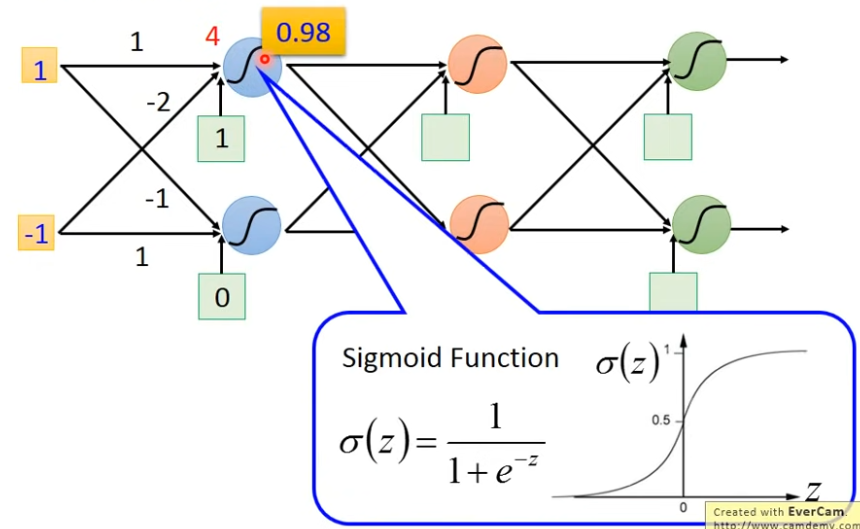 4
0.98
1
1
-2
1
-1
-1
1
0
Sigmoid Function
σ(z)
1
0.5
σ(z) = 1 / (1 + e^{-z})
0
z
Created with EverCam.
http://www.camdemy.com